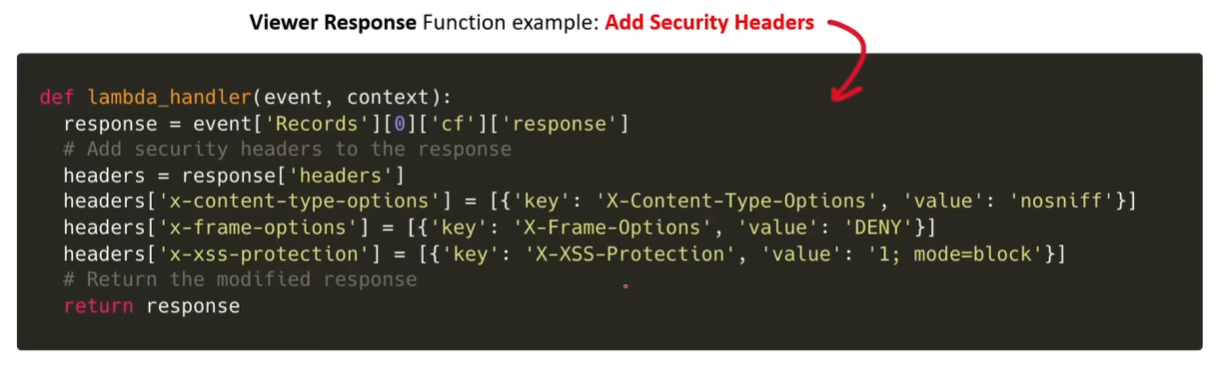 Viewer Response Function example: Add Security Headers
def lambda_handler(event, context):
  response = event['Records'][0]['cf']['response']
  # Add security headers to the response
  headers = response['headers']
  headers['x-content-type-options'] = [{'key': 'X-Content-Type-Options', 'value': 'nosniff'}]
  headers['x-frame-options'] = [{'key': 'X-Frame-Options', 'value': 'DENY'}]
  headers['x-xss-protection'] = [{'key': 'X-XSS-Protection', 'value': '1; mode=block'}]
  # Return the modified response
  return response